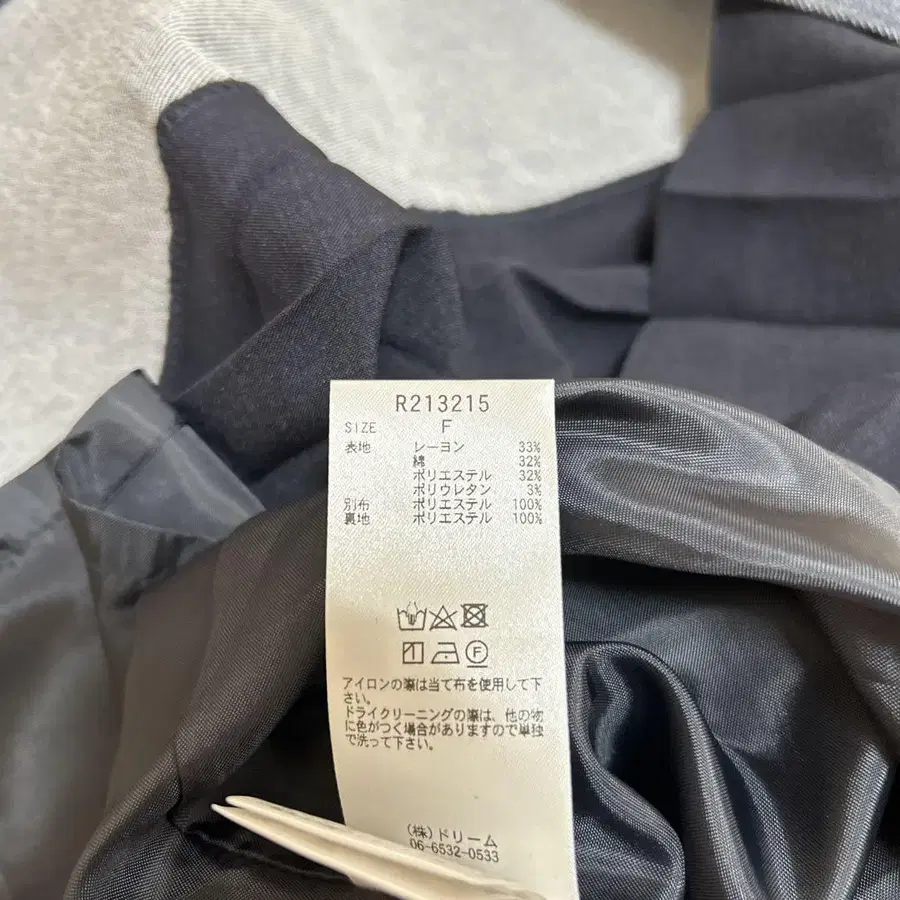 R213215
SIZE F
表地 レーヨン 33%
綿 32%
ポリエステル 32%
ポリウレタン 3%
別布 ポリエステル 100%
裏地 ポリエステル 100%
F
アイロンの際は当て布を使用して下
さい。
ドライクリーニングの際は、他の物
に色がつく場合がありますので単独
で洗って下さい。
(株)ドリーム
06-6532-0533